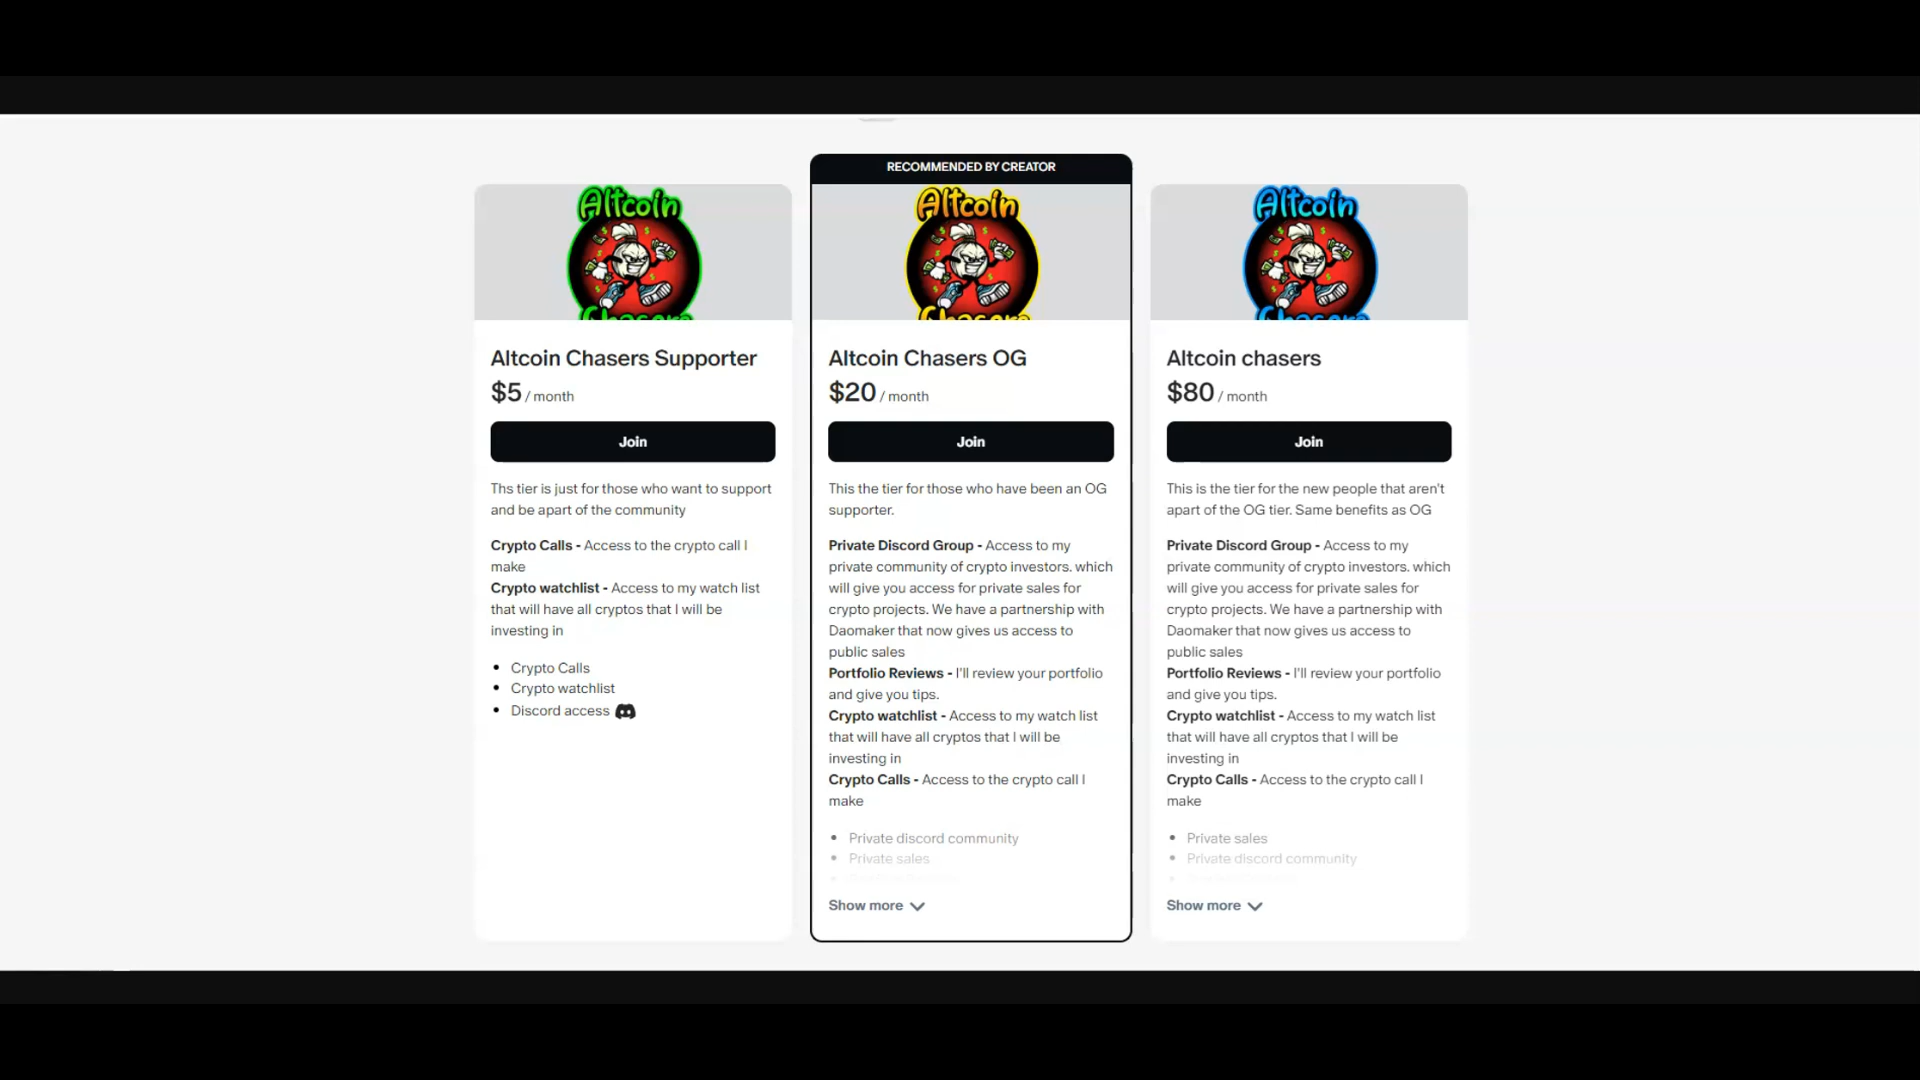 RECOMMENDED BY CREATOR
Altcoin
Chasers
Altcoin Chasers Supporter
$5 / month
Join
Ths tier is just for those who want to support
and be apart of the community
Crypto Calls - Access to the crypto call I
make
Crypto watchlist - Access to my watch list
that will have all cryptos that I will be
investing in
• Crypto Calls
• Crypto watchlist
• Discord access
Altcoin
Chasers
Altcoin Chasers OG
$20 / month
Join
This the tier for those who have been an OG
supporter.
Private Discord Group - Access to my
private community of crypto investors. which
will give you access for private sales for
crypto projects. We have a partnership with
Daomaker that now gives us access to
public sales
Portfolio Reviews - I'll review your portfolio
and give you tips.
Crypto watchlist - Access to my watch list
that will have all cryptos that I will be
investing in
Crypto Calls - Access to the crypto call I
make
• Private discord community
• Private sales
Show more
Altcoin
Chasers
Altcoin chasers
$80 / month
Join
This is the tier for the new people that aren't
apart of the OG tier. Same benefits as OG
Private Discord Group - Access to my
private community of crypto investors. which
will give you access for private sales for
crypto projects. We have a partnership with
Daomaker that now gives us access to
public sales
Portfolio Reviews - I'll review your portfolio
and give you tips.
Crypto watchlist - Access to my watch list
that will have all cryptos that I will be
investing in
Crypto Calls - Access to the crypto call I
make
• Private sales
• Private discord community
Show more